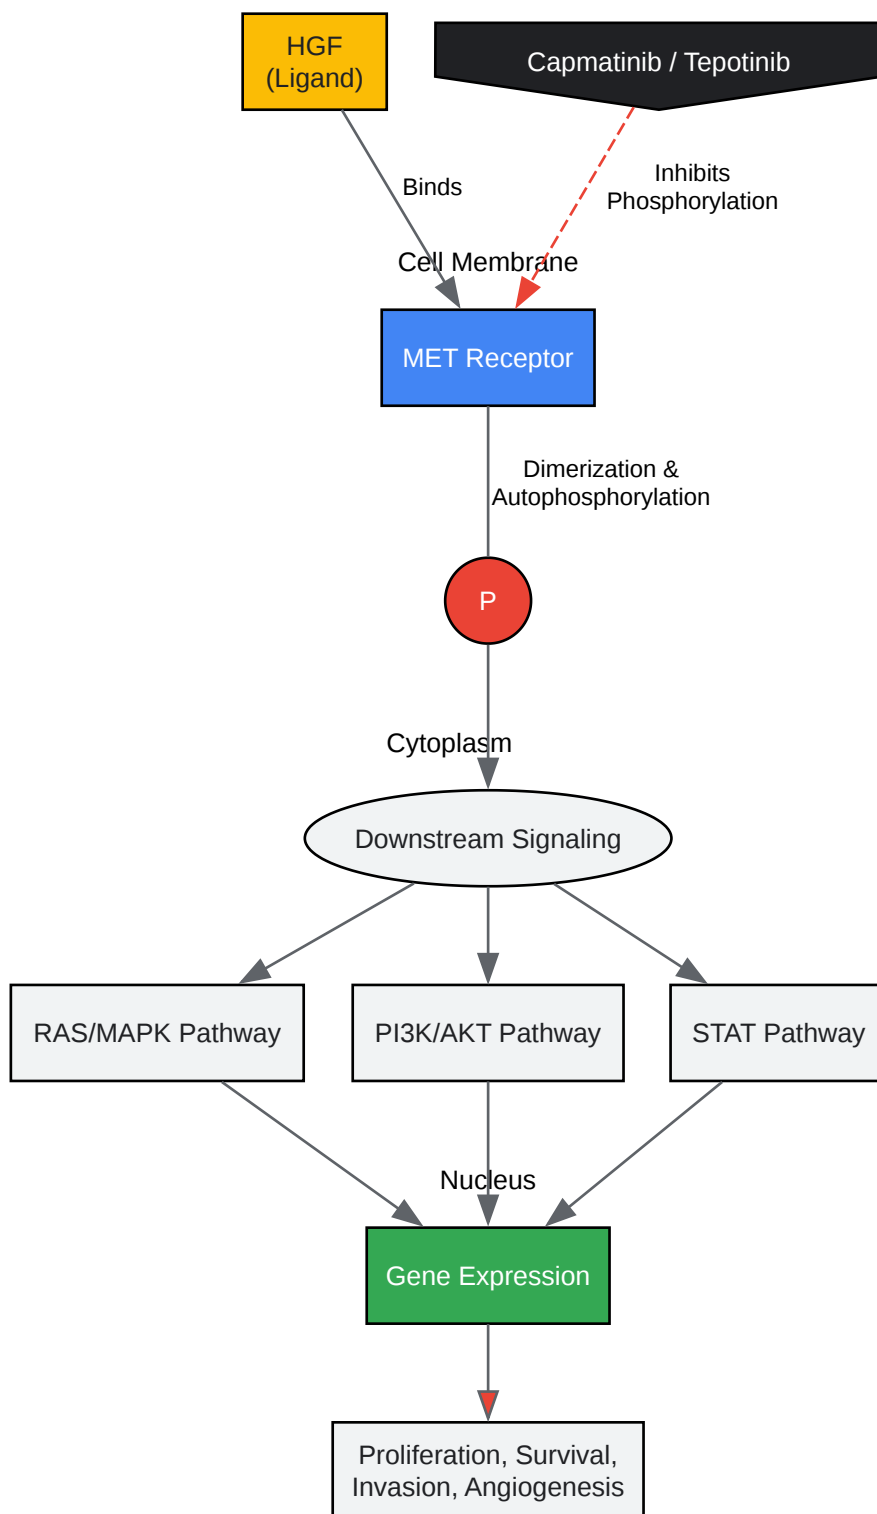 HGF
(Ligand)
Capmatinib / Tepotinib
Binds
Inhibits
Phosphorylation
Cell Membrane
MET Receptor
Dimerization &
Autophosphorylation
P
Cytoplasm
Downstream Signaling
RAS/MAPK Pathway
PI3K/AKT Pathway
STAT Pathway
Nucleus
Gene Expression
Proliferation, Survival,
Invasion, Angiogenesis